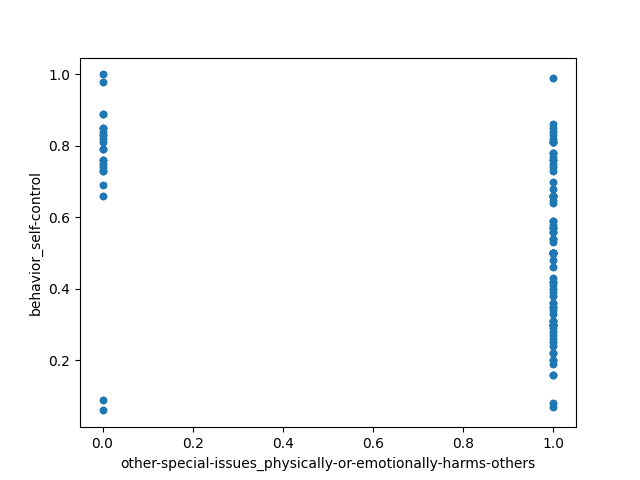 1.0
0.8
0.6
0.4
0.2
behavior_self-control
0.0 0.2 0.4 0.6 0.8 1.0
other-special-issues_physically-or-emotionally-harms-others